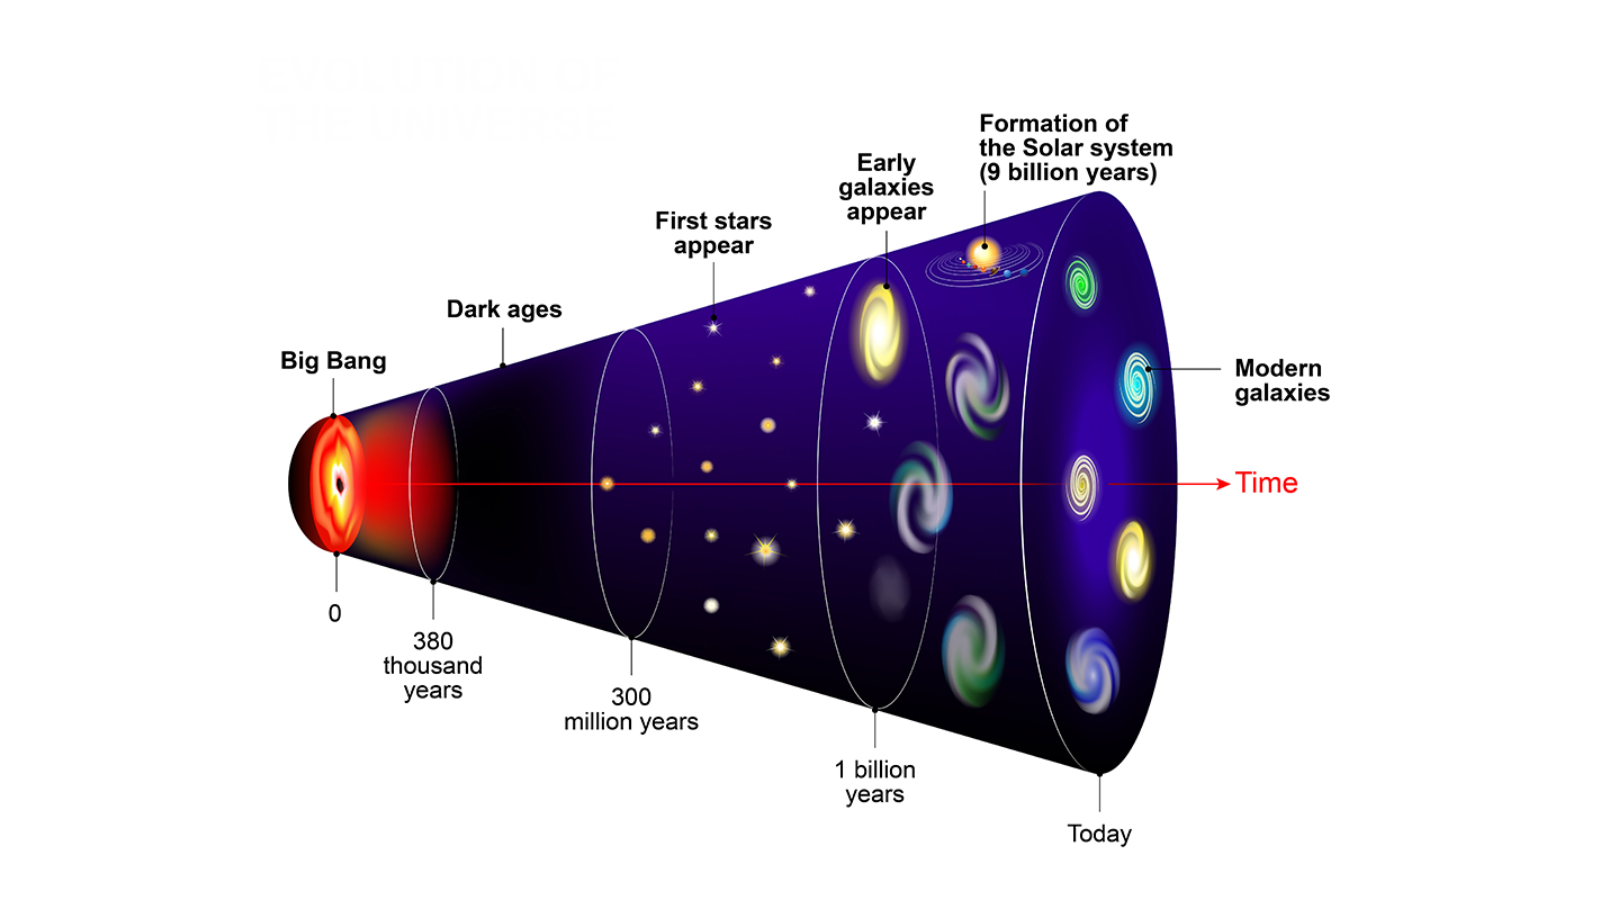 Formation of
the Solar system
(9 billion years)
Early
galaxies
appear
First stars
appear
Dark ages
Big Bang
Modern
galaxies
Time
0
380
thousand
years
300
million years
1 billion
years
Today